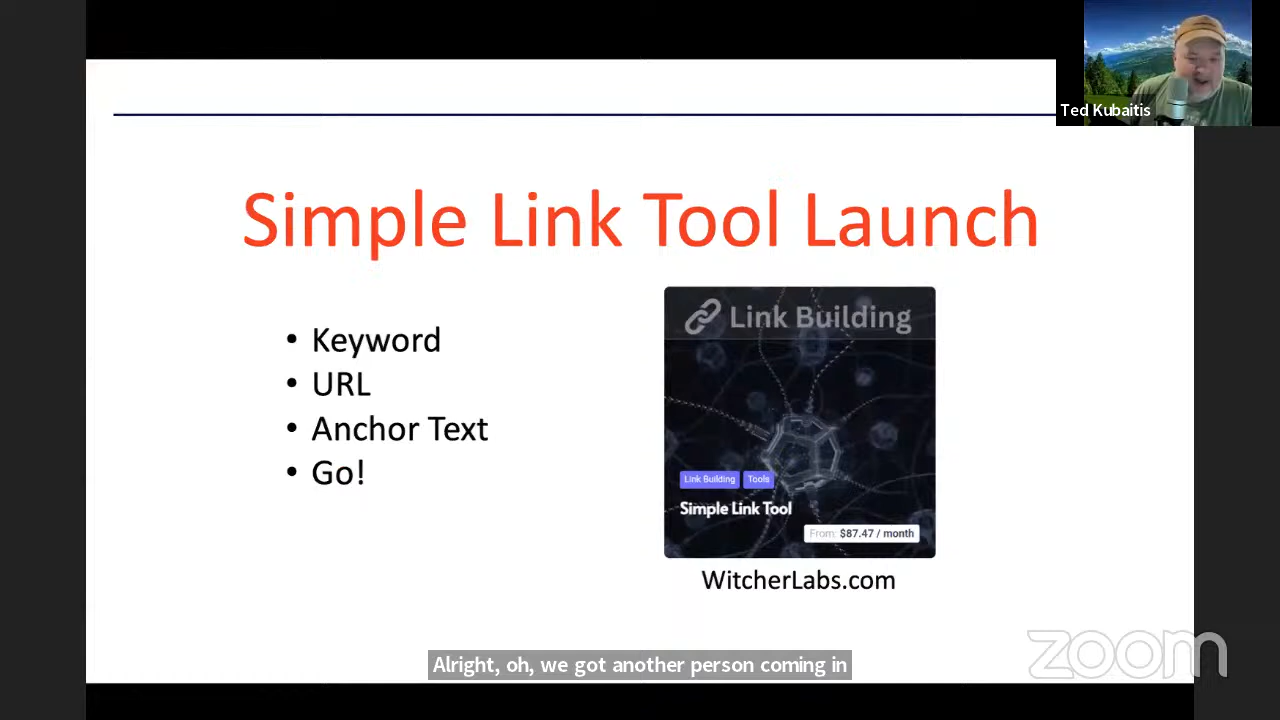 Ted Kubaitis
Simple Link Tool Launch
• Keyword
• URL
• Anchor Text
• Go!
Link Building
Link Building Tools
Simple Link Tool
From: $87.47 / month
WitcherLabs.com
Alright, oh, we got another person coming in
zoom